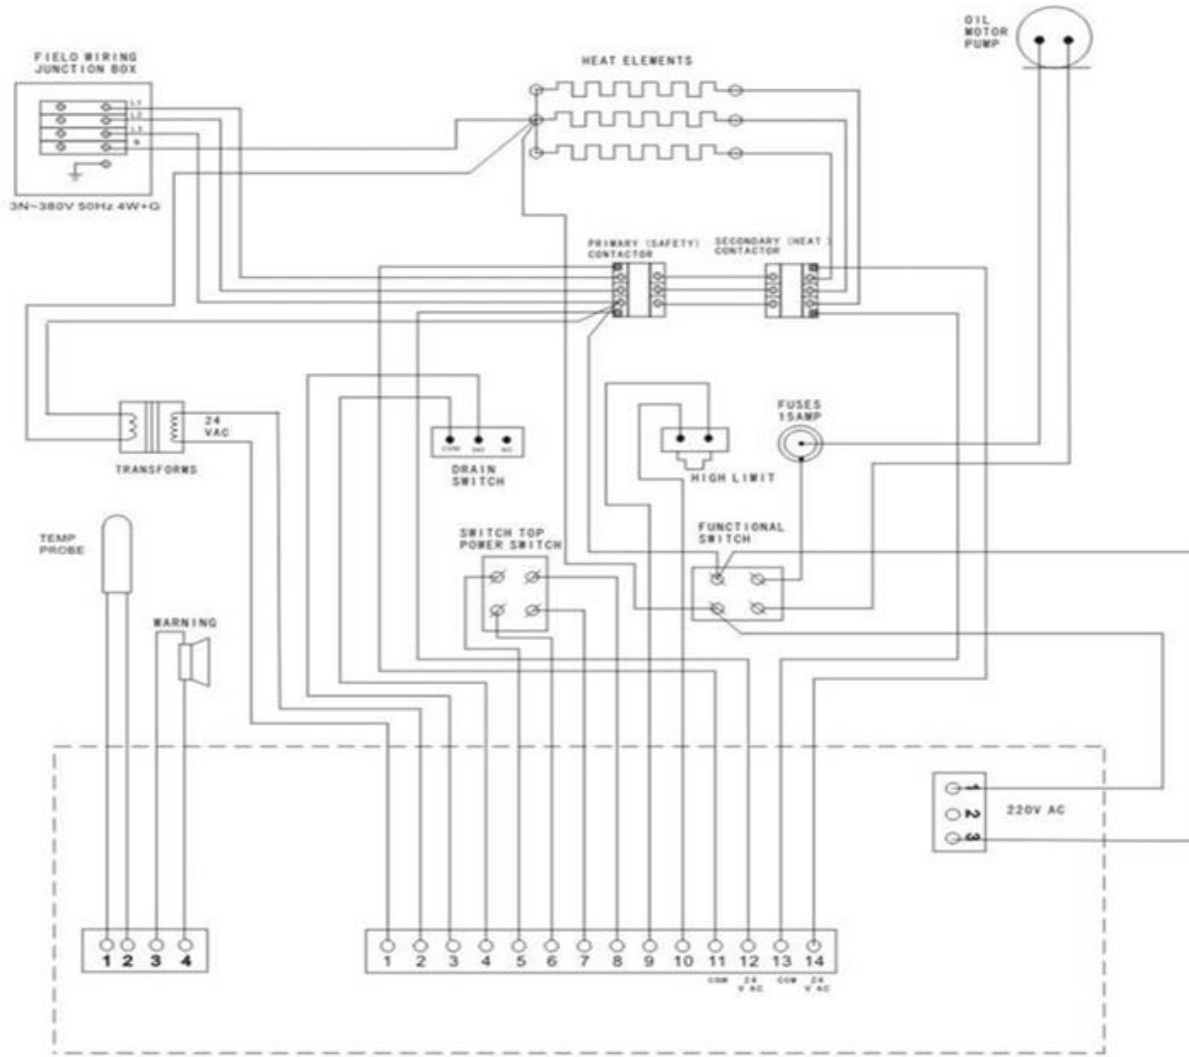 OIL
MOTOR
PUMP
FIELD WIRING
JUNCTION BOX
HEAT ELEMENTS
L1
L2
L3
N
3N~380V 50Hz 4W+G
PRIMARY (SAFETY)
CONTACTOR
SECONDARY (HEAT )
CONTACTOR
24
VAC
TRANSFORMS
COM NO NC
DRAIN
SWITCH
FUSES
15AMP
HIGH LIMIT
TEMP
PROBE
SWITCH TOP
POWER SWITCH
FUNCTIONAL
SWITCH
WARNING
1
2
3
220V AC
1 2 3 4
1 2 3 4 5 6 7 8 9 10 11 12 13 14
COM 24 COM 24
V AC V AC